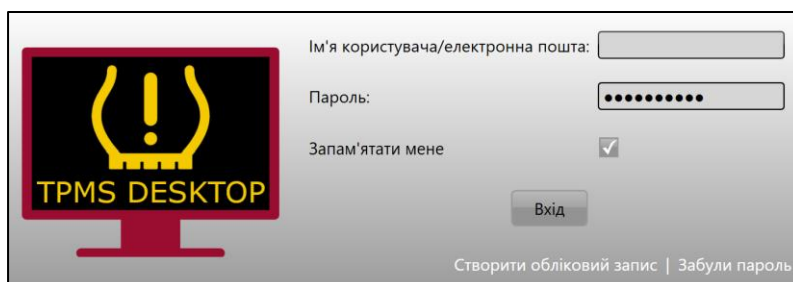 Ім'я користувача/електронна пошта:
Пароль:
Запам'ятати мене
TPMS DESKTOP
Вхід
Створити обліковий запис | Забули пароль